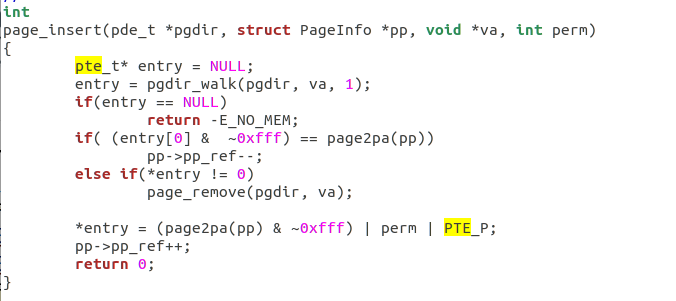 int
page_insert(pde_t *pgdir, struct PageInfo *pp, void *va, int perm)
{
        pte_t* entry = NULL;
        entry = pgdir_walk(pgdir, va, 1);
        if(entry == NULL)
                return -E_NO_MEM;
        if( (entry[0] &  ~0xfff) == page2pa(pp))
                pp->pp_ref--;
        else if(*entry != 0)
                page_remove(pgdir, va);

        *entry = (page2pa(pp) & ~0xfff) | perm | PTE_P;
        pp->pp_ref++;
        return 0;
}